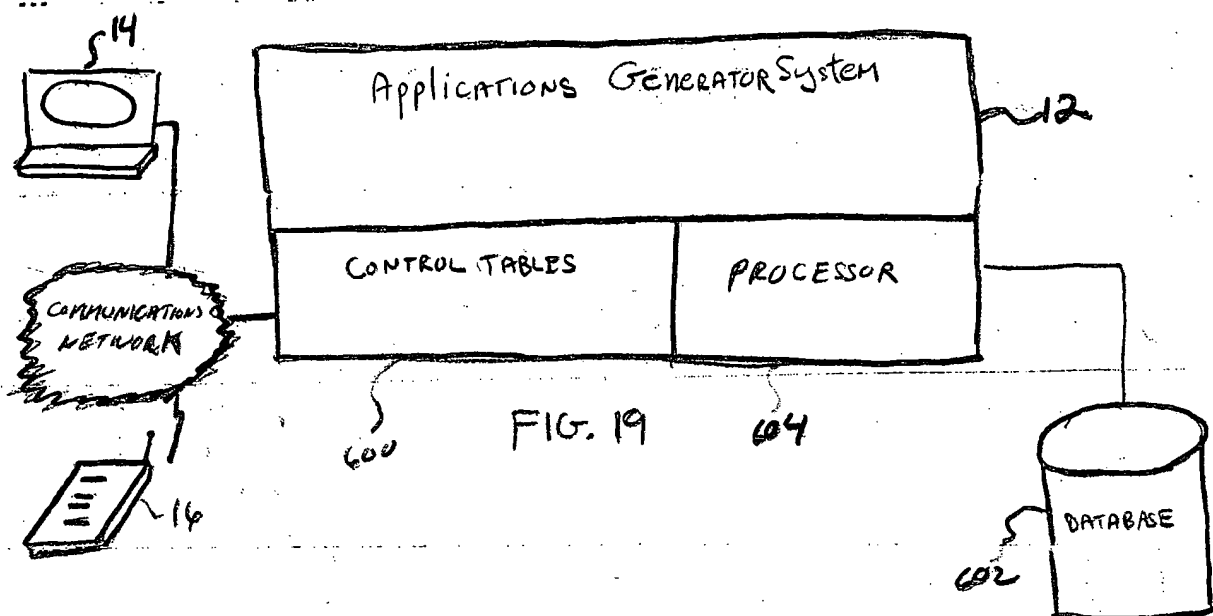 14
Applications Generator System
12
CONTROL TABLES
PROCESSOR
COMMUNICATIONS
NETWORK
FIG. 19
600
604
16
DATABASE
602